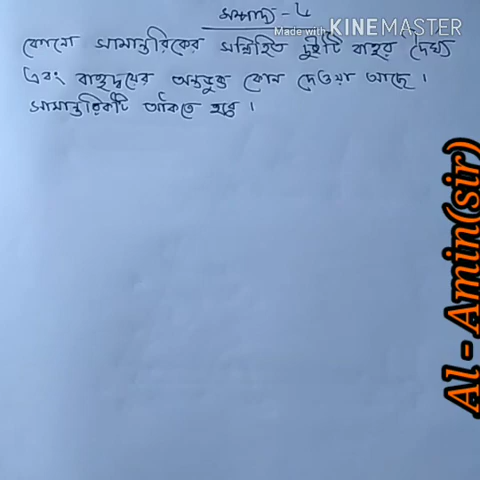 সম্পাদ্য - ৮
Made with KINEMASTER
কোনো সামান্তরিকের সন্নিহিত দুইটি বাহুর দৈর্ঘ্য
এবং বাহুদ্বয়ের অন্তর্ভুক্ত কোন দেওয়া আছে ।
সামান্তরিকটি আঁকতে হবে ।
Al - Amin(sir)